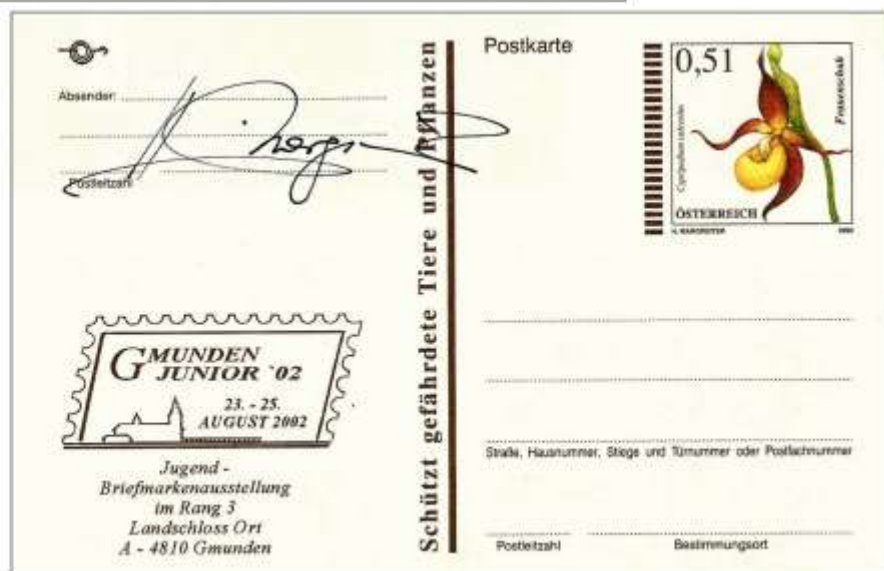 Absender:
Postleitzahl
GMUNDEN
JUNIOR `02
23. - 25.
AUGUST 2002
Jugend -
Briefmarkenausstellung
im Rang 3
Landschloss Ort
A - 4810 Gmunden
Schützt gefährdete Tiere und Pflanzen
Postkarte
0,51
Frauenschuh
Cypripedium calceolus
ÖSTERREICH
Straße, Hausnummer, Stiege und Türnummer oder Postfachnummer
Postleitzahl
Bestimmungsort